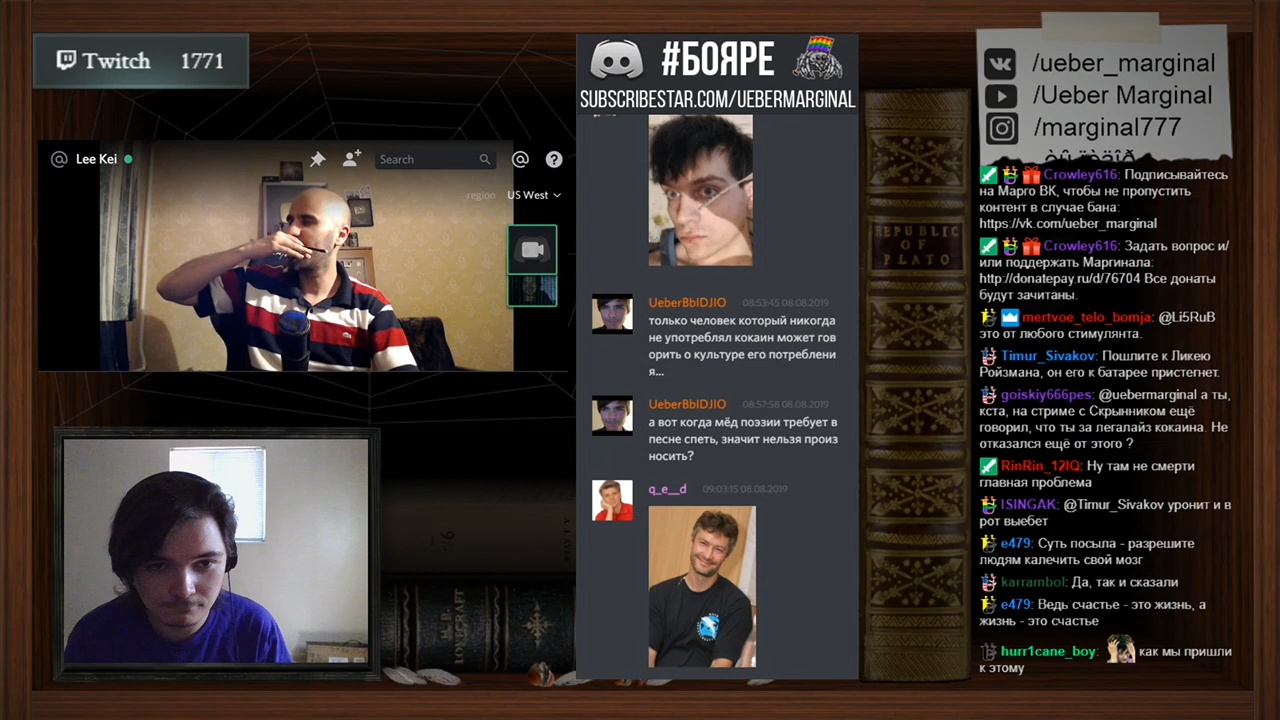 Twitch 1771
@ Lee Kei
Search
region US West
#БОЯРЕ
SUBSCRIBESTAR.COM/UEBERMARGINAL
UeberBbIDJIO 08:53:45 08.08.2019
только человек который никогда
не употреблял кокаин может гов
орить о культуре его потреблени
я...
UeberBbIDJIO 08:57:58 08.08.2019
а вот когда мёд поэзии требует в
песне спеть, значит нельзя произ
носить?
q_e__d 09:03:15 08.08.2019
REPUBLIC
OF
PLATO
LOVECRAFT
/ueber_marginal
/Ueber Marginal
/marginal777
Crowley616: Подписывайтесь
на Марго ВК, чтобы не пропустить
контент в случае бана:
https://vk.com/ueber_marginal
Crowley616: Задать вопрос и/
или поддержать Маргинала:
http://donatepay.ru/d/76704 Все донаты
будут зачитаны.
mertvoe_telo_bomja: @Li5RuB
это от любого стимулянта.
Timur_Sivakov: Пошлите к Ликею
Ройзмана, он его к батарее пристегнет.
goiskiy666pes: @uebermarginal а ты,
кста, на стриме с Скрынником ещё
говорил, что ты за легалайз кокаина. Не
отказался ещё от этого ?
RinRin_12IQ: Ну там не смерти
главная проблема
ISINGAK: @Timur_Sivakov уронит и в
рот выебет
e479: Суть посыла - разрешите
людям калечить свой мозг
karrambol: Да, так и сказали
e479: Ведь счастье - это жизнь, а
жизнь - это счастье
hurr1cane_boy: как мы пришли
к этому